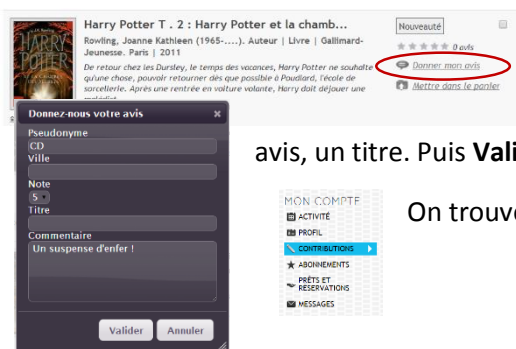 Harry Potter T . 2 : Harry Potter et la chamb...
Rowling, Joanne Kathleen (1965-....). Auteur | Livre | Gallimard-
Jeunesse. Paris | 2011
De retour chez les Dursley, le temps des vacances, Harry Potter ne souhaite
qu'une chose, pouvoir retourner dès que possible à Poudlard, l'école de
sorcellerie. Après une rentrée en voiture volante, Harry doit déjouer une
Nouveauté
0 avis
Donner mon avis
Mettre dans le panier
HARRY
POTTER
Donnez-nous votre avis
Pseudonyme
CD
Ville
Note
5
Titre
Commentaire
Un suspense d'enfer !
Valider Annuler
avis, un titre. Puis Vali
MON COMPTE
ACTIVITÉ
PROFIL
CONTRIBUTIONS
ABONNEMENTS
PRÊTS ET
RÉSERVATIONS
MESSAGES
On trouve